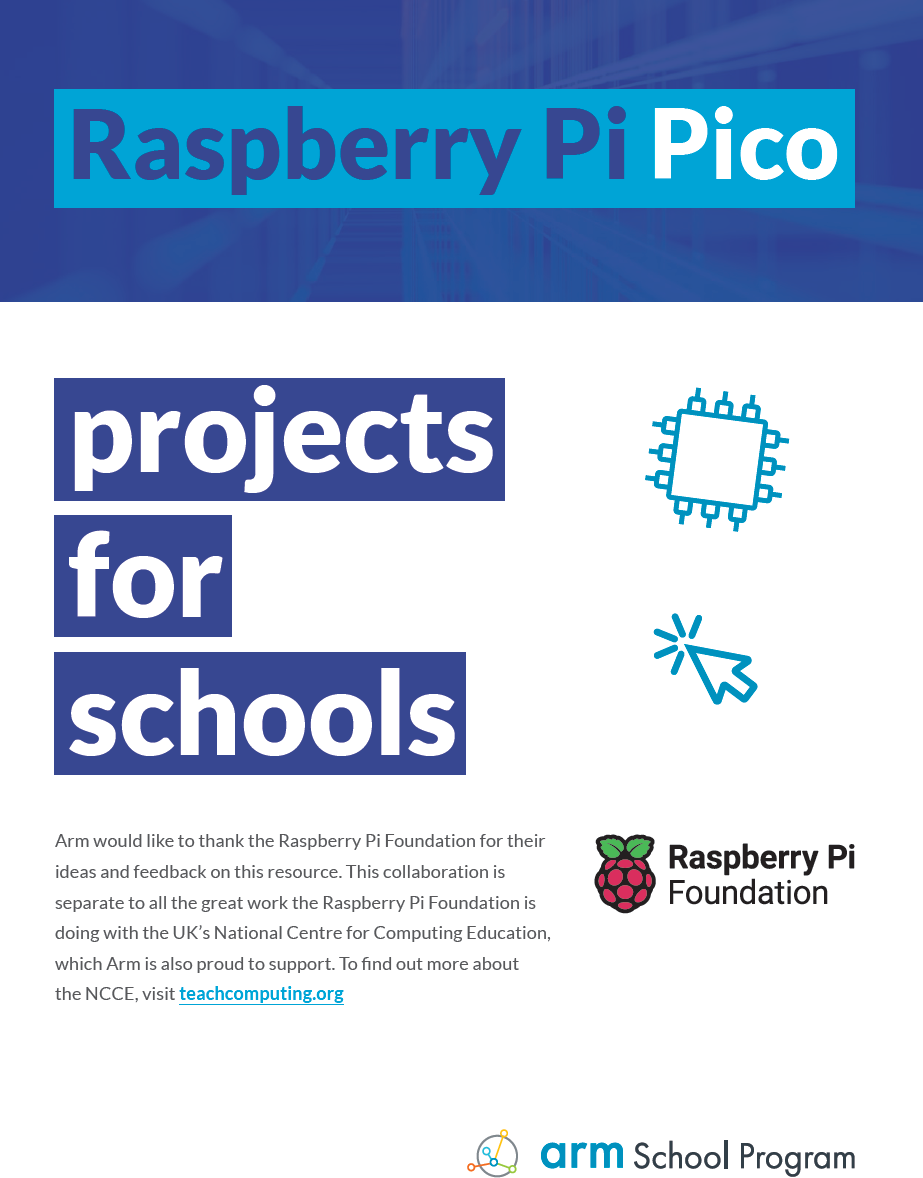 Raspberry Pi Pico
projects
for
schools
Arm would like to thank the Raspberry Pi Foundation for their
ideas and feedback on this resource. This collaboration is
separate to all the great work the Raspberry Pi Foundation is
doing with the UK’s National Centre for Computing Education,
which Arm is also proud to support. To find out more about
the NCCE, visit teachcomputing.org
Raspberry Pi
Foundation
arm School Program